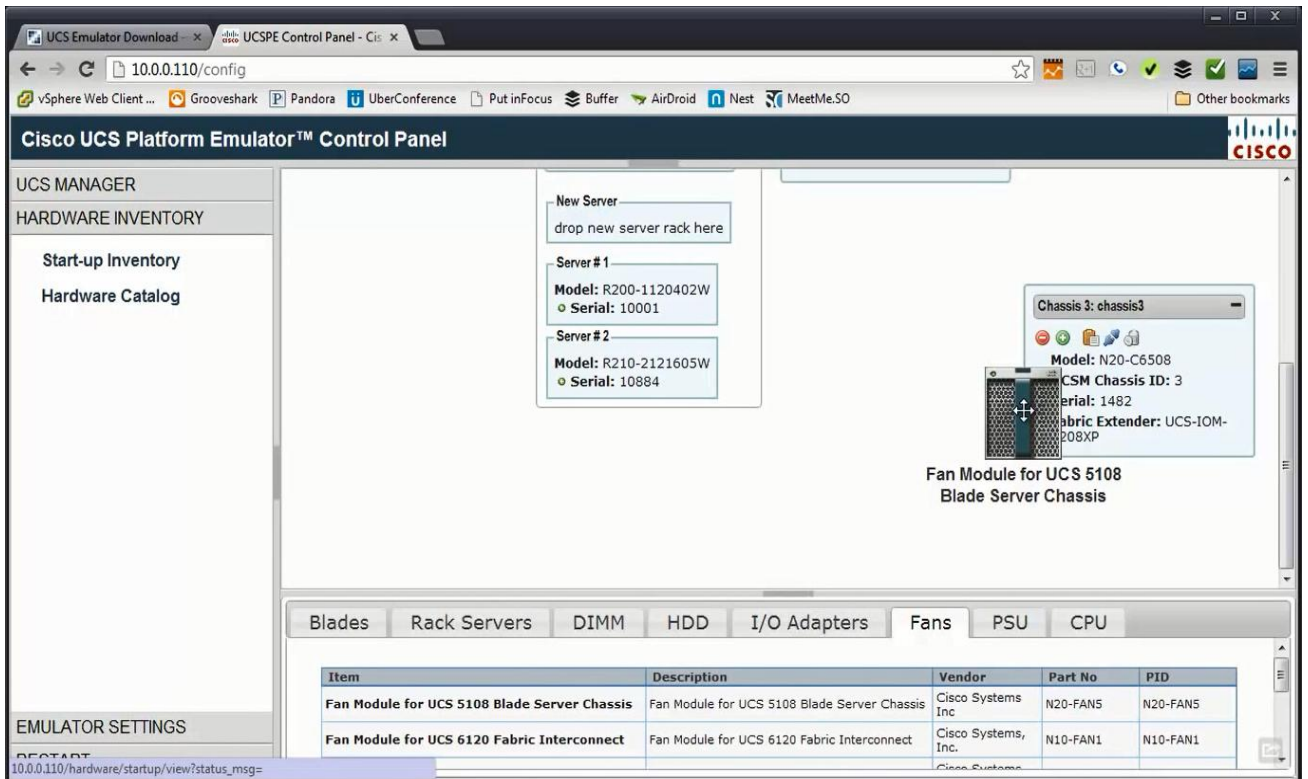 UCS Emulator Download -
UCSPE Control Panel - Cis
10.0.0.110/config
vSphere Web Client ...
Grooveshark
Pandora
UberConference
Put inFocus
Buffer
AirDroid
Nest
MeetMe.SO
Other bookmarks
Cisco UCS Platform Emulator™ Control Panel
CISCO
UCS MANAGER
HARDWARE INVENTORY
Start-up Inventory
Hardware Catalog
New Server
drop new server rack here
Server # 1
Model: R200-1120402W
Serial: 10001
Server # 2
Model: R210-2121605W
Serial: 10884
Chassis 3: chassis3
Model: N20-C6508
CSM Chassis ID: 3
erial: 1482
abric Extender: UCS-IOM-
208XP
Fan Module for UCS 5108
Blade Server Chassis
Blades Rack Servers DIMM HDD I/O Adapters Fans PSU CPU
Item Description Vendor Part No PID
Fan Module for UCS 5108 Blade Server Chassis Fan Module for UCS 5108 Blade Server Chassis Cisco Systems Inc N20-FAN5 N20-FAN5
Fan Module for UCS 6120 Fabric Interconnect Fan Module for UCS 6120 Fabric Interconnect Cisco Systems, Inc. N10-FAN1 N10-FAN1
Cisco Systems
EMULATOR SETTINGS
RESTART
10.0.0.110/hardware/startup/view?status_msg=